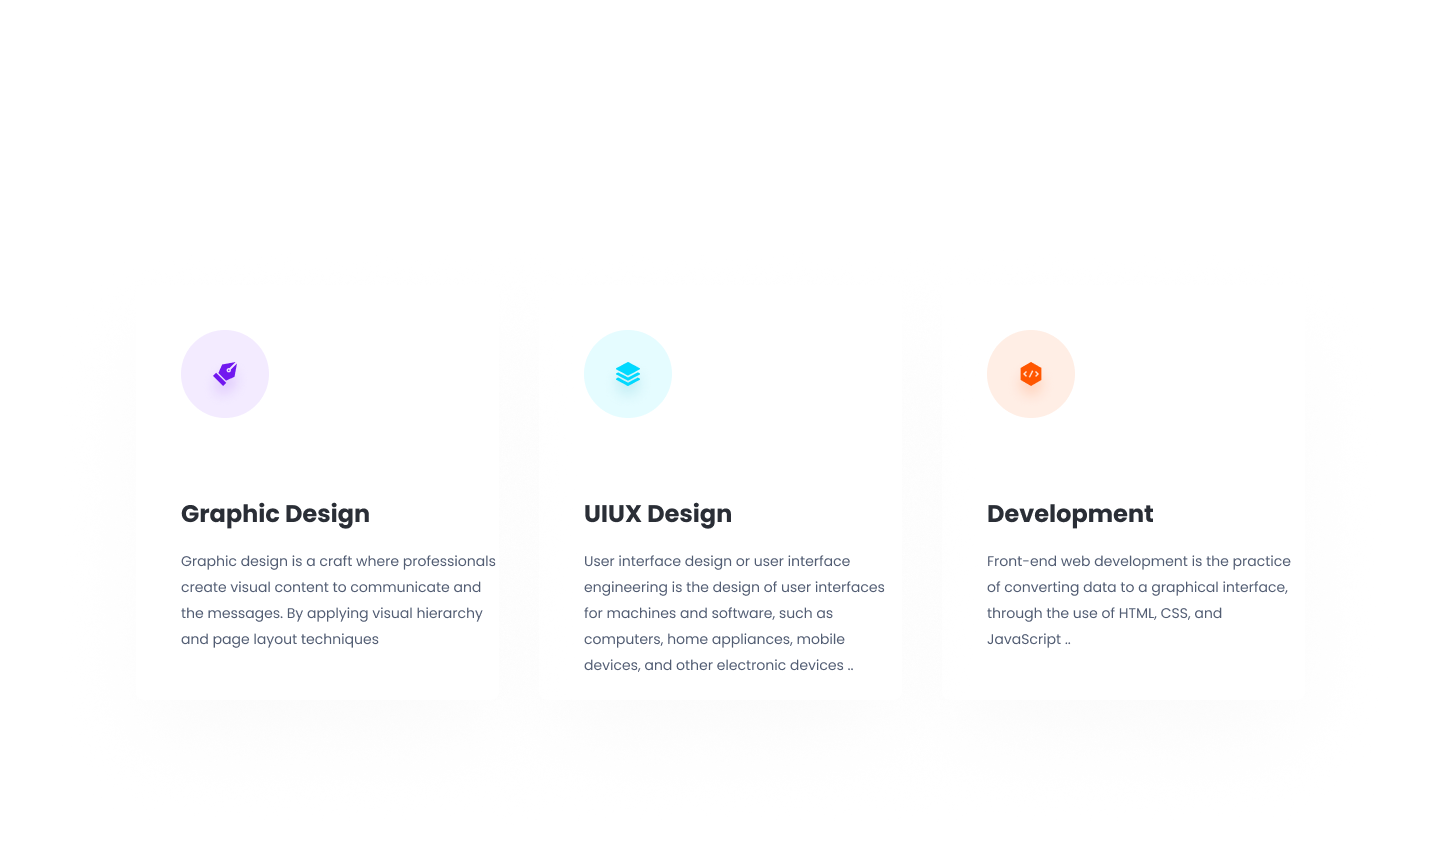 Graphic Design
Graphic design is a craft where professionals
create visual content to communicate and
the messages. By applying visual hierarchy
and page layout techniques
UIUX Design
User interface design or user interface
engineering is the design of user interfaces
for machines and software, such as
computers, home appliances, mobile
devices, and other electronic devices ..
Development
Front-end web development is the practice
of converting data to a graphical interface,
through the use of HTML, CSS, and
JavaScript ..